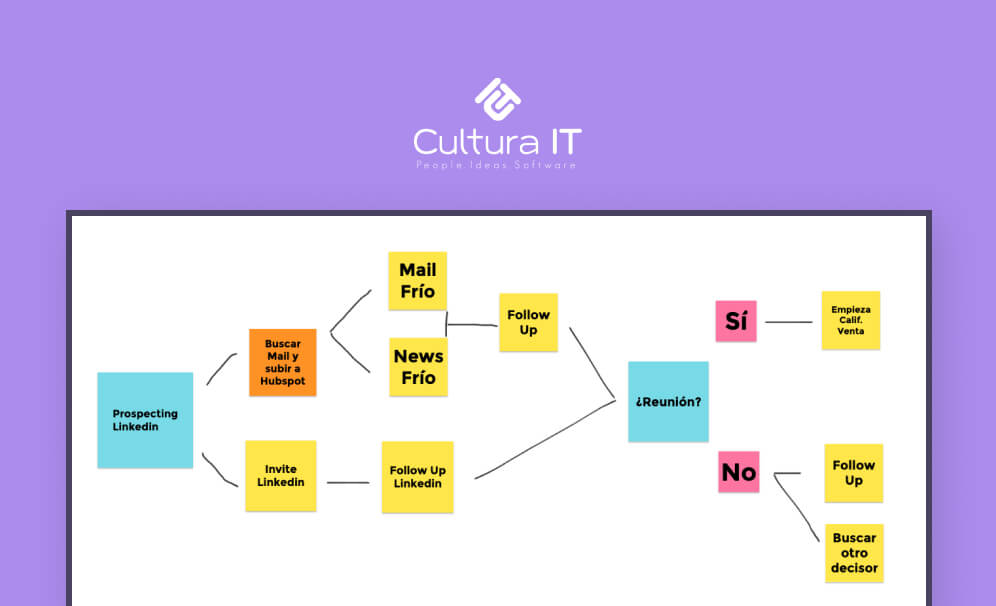 Cultura IT
People Ideas Software
Prospecting
Linkedin
Buscar
Mail y
subir a
Hubspot
Invite
Linkedin
Mail
Frío
News
Frío
Follow Up
Linkedin
Follow
Up
¿Reunión?
Sí
Empieza
Calif.
Venta
No
Follow
Up
Buscar
otro
decisor